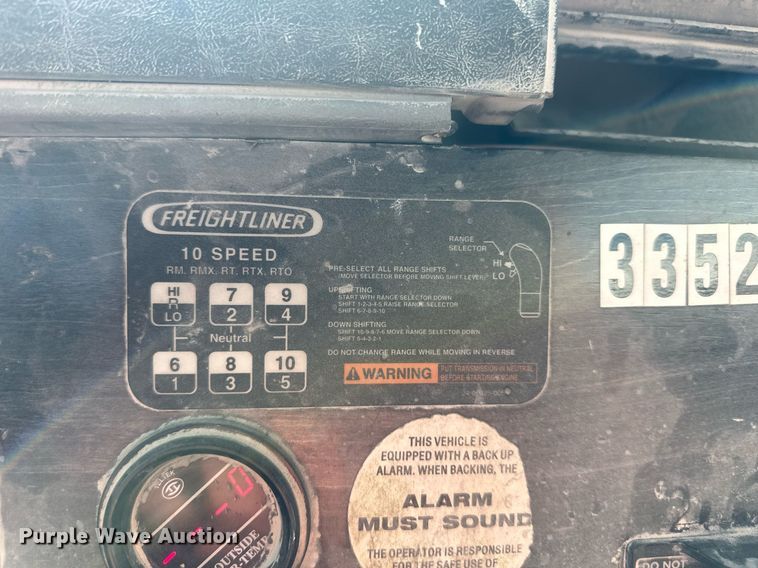 FREIGHTLINER
10 SPEED
RM, RMX, RT, RTX, RTO
HI
R
LO
7
2
9
4
Neutral
6
1
8
3
10
5
RANGE
SELECTOR
HI
LO
PRE-SELECT ALL RANGE SHIFTS
(MOVE SELECTOR BEFORE MOVING SHIFT LEVER)
UPSHIFTING
START WITH RANGE SELECTOR DOWN
SHIFT 1-2-3-4-5 RAISE RANGE SELECTOR
SHIFT 6-7-8-9-10
DOWN SHIFTING
SHIFT 10-9-8-7-6 MOVE RANGE SELECTOR DOWN
SHIFT 5-4-3-2-1
DO NOT CHANGE RANGE WHILE MOVING IN REVERSE
WARNING
PUT TRANSMISSION IN NEUTRAL
BEFORE STARTING ENGINE
3352
THIS VEHICLE IS
EQUIPPED WITH A BACK UP
ALARM. WHEN BACKING, THE
ALARM
MUST SOUND
THE OPERATOR IS RESPONSIBLE
FOR THE SAFE USE OF
TELTEK
OUTSIDE
TEMP
DO NOT
Purple Wave Auction